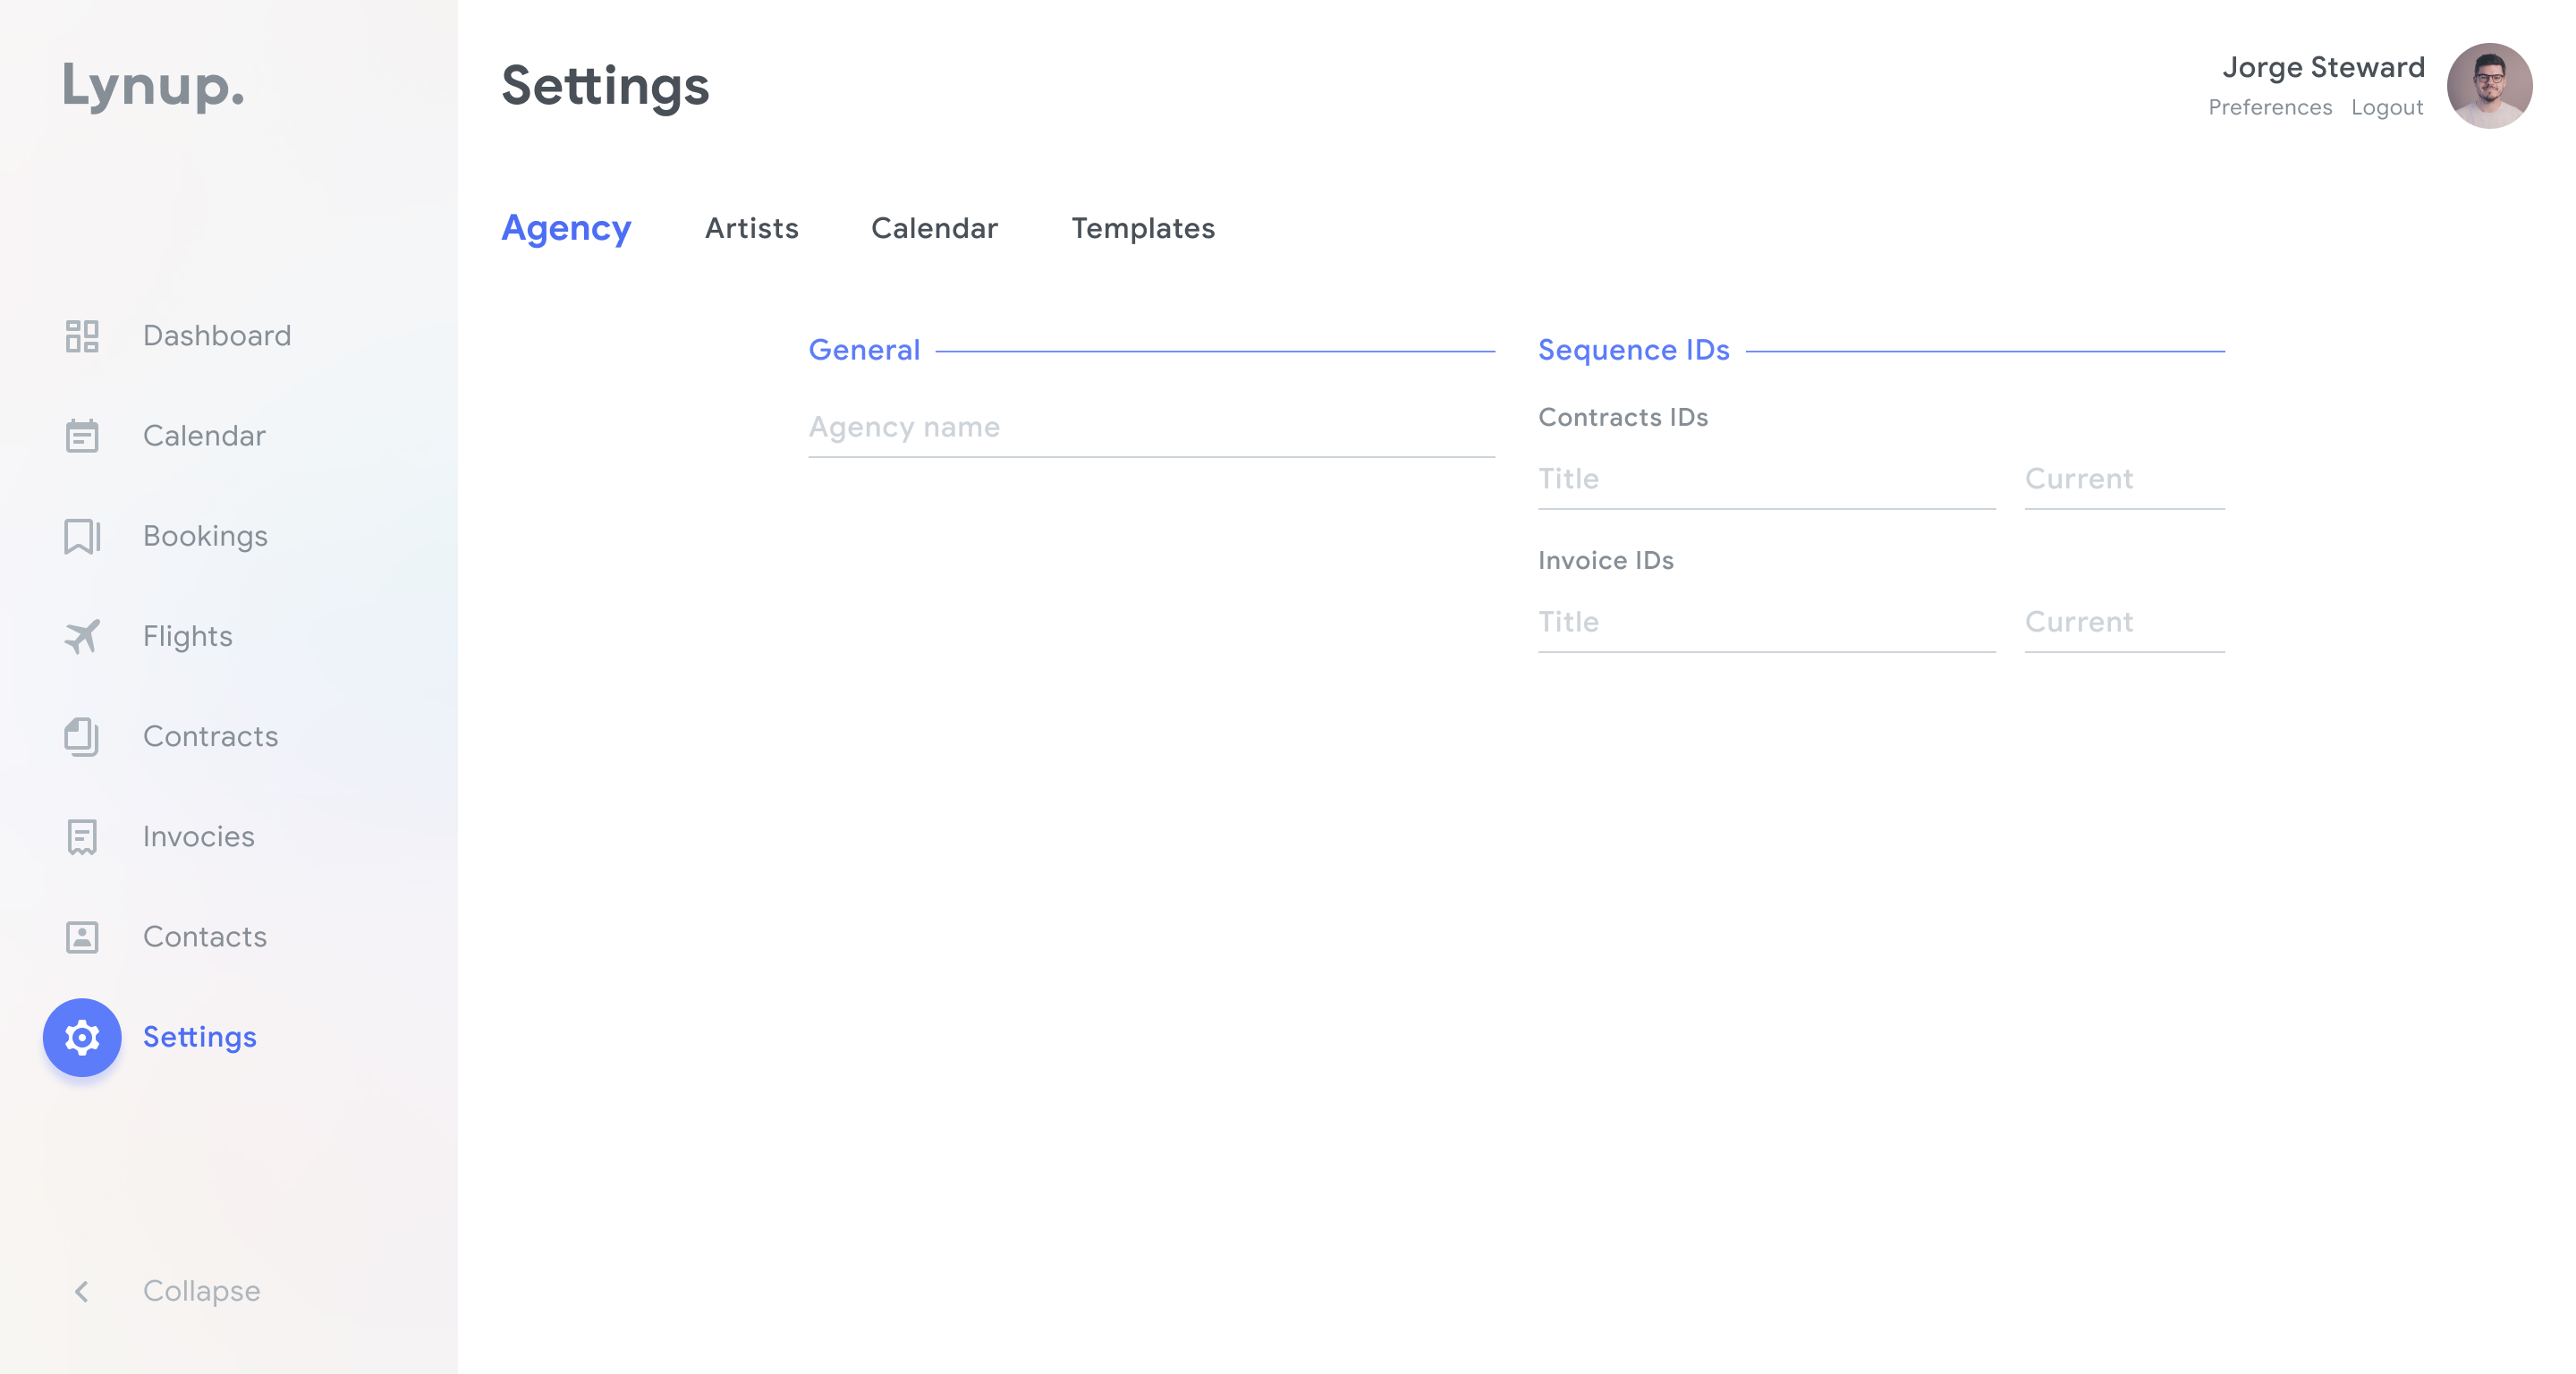 Lynup.
Dashboard
Calendar
Bookings
Flights
Contracts
Invocies
Contacts
Settings
Collapse
Settings
Jorge Steward
Preferences Logout
Agency Artists Calendar Templates
General
Agency name
Sequence IDs
Contracts IDs
Title Current
Invoice IDs
Title Current